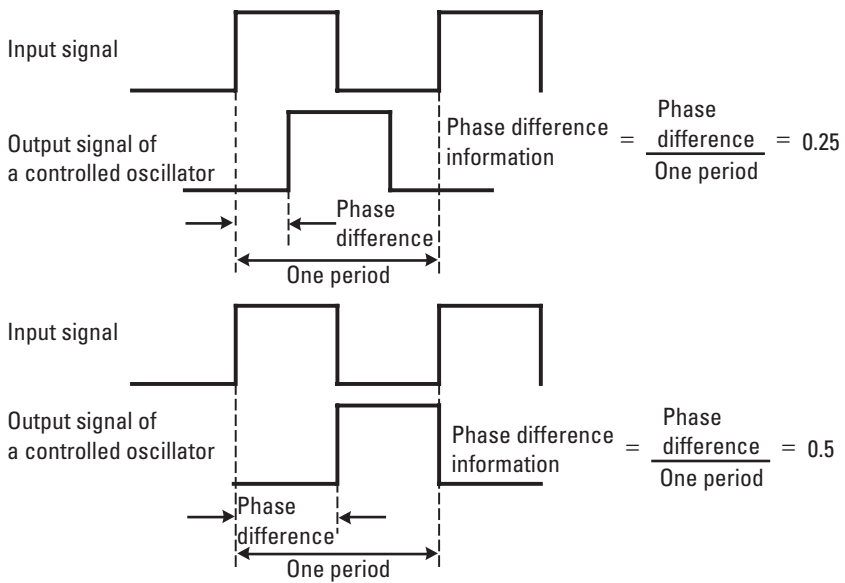 Input signal
Output signal of
a controlled oscillator
Phase difference
information
=
Phase
difference
One period
= 0.25
Phase
difference
One period
Input signal
Output signal of
a controlled oscillator
Phase difference
information
=
Phase
difference
One period
= 0.5
Phase
difference
One period